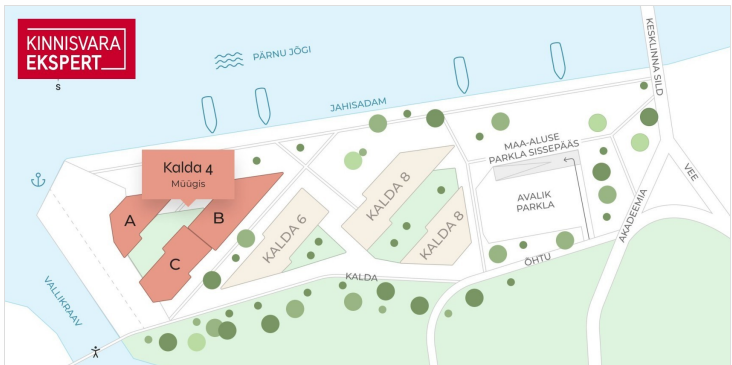 KINNISVARA
EKSPERT
S
PÄRNU JÕGI
JAHISADAM
KESKLINNA SILD
Kalda 4
Müügis
MAA-ALUSE
PARKLA SISSEPÄÄS
AVALIK
PARKLA
VEE
AKADEEMIA
A
B
C
KALDA 6
KALDA 8
KALDA 8
ÕHTU
KALDA
VALLIKRAAV